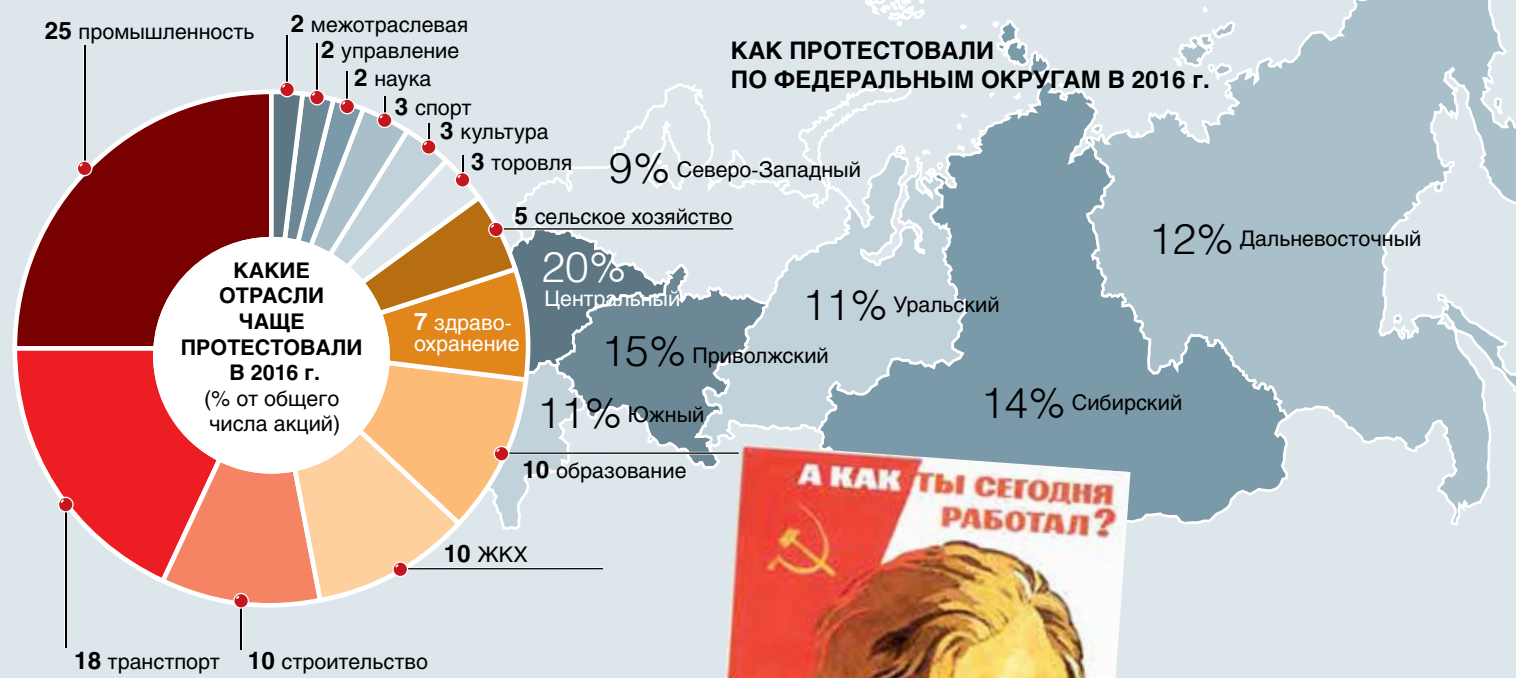 25 промышленность
2 межотраслевая
2 управление
2 наука
3 спорт
3 культура
3 торовля
5 сельское хозяйство
7 здраво-
охранение
10 образование
10 ЖКХ
10 строительство
18 транстпорт
КАКИЕ
ОТРАСЛИ
ЧАЩЕ
ПРОТЕСТОВАЛИ
В 2016 г.
(% от общего
числа акций)
КАК ПРОТЕСТОВАЛИ
ПО ФЕДЕРАЛЬНЫМ ОКРУГАМ В 2016 г.
9% Северо-Западный
20%
Центральный
15% Приволжский
11% Южный
11% Уральский
14% Сибирский
12% Дальневосточный
А КАК ТЫ СЕГОДНЯ
РАБОТАЛ?